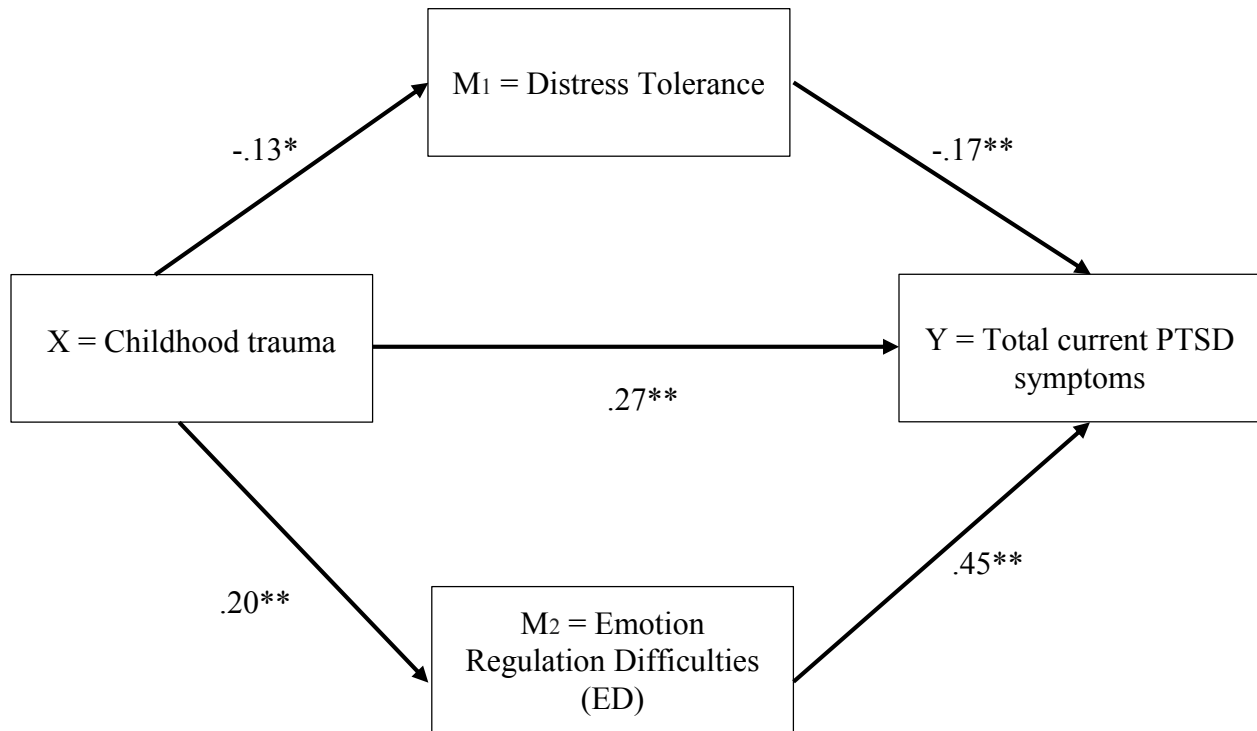 M1 = Distress Tolerance
-.13*
-.17**
X = Childhood trauma
Y = Total current PTSD
symptoms
.27**
.20**
.45**
M2 = Emotion
Regulation Difficulties
(ED)